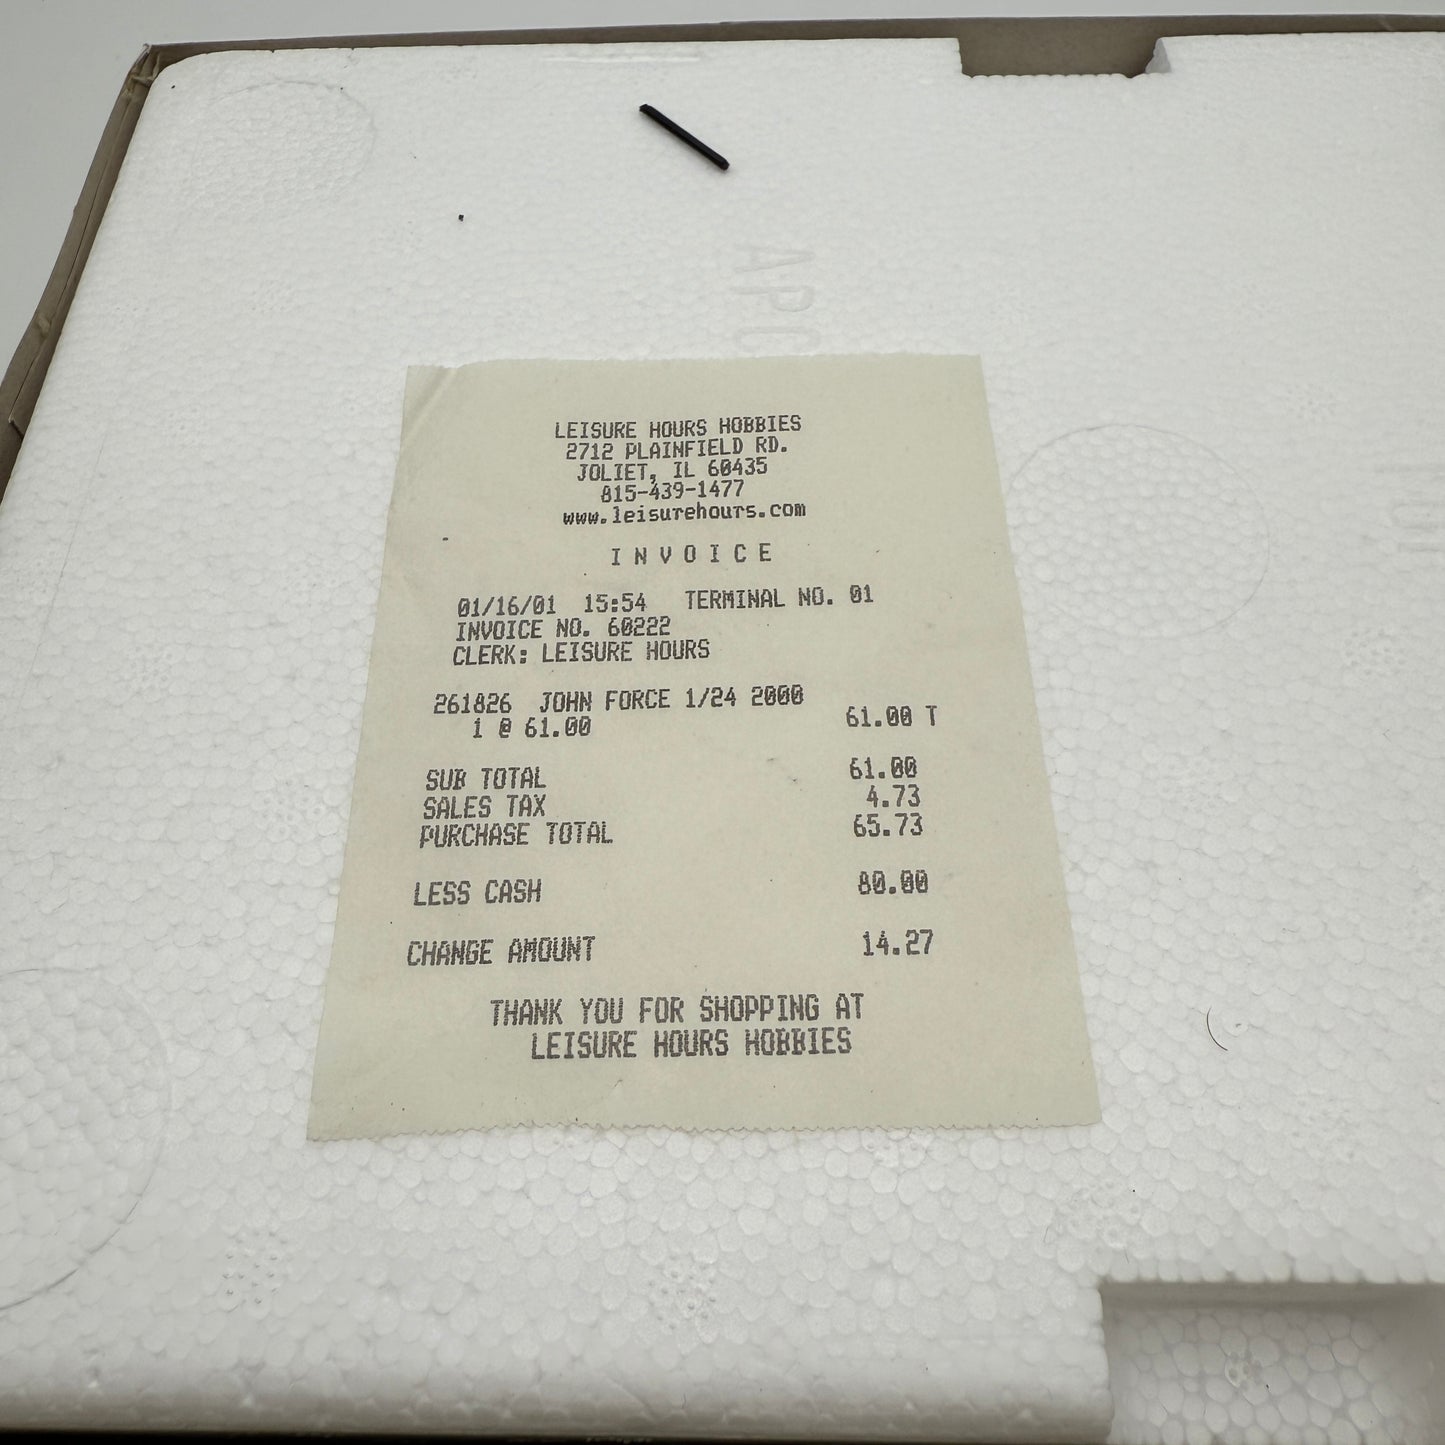 APC
LEISURE HOURS HOBBIES
2712 PLAINFIELD RD.
JOLIET, IL 60435
815-439-1477
www.leisurehours.com
INVOICE
01/16/01 15:54 TERMINAL NO. 01
INVOICE NO. 60222
CLERK: LEISURE HOURS
261826 JOHN FORCE 1/24 2000
1 @ 61.00 61.00 T
SUB TOTAL 61.00
SALES TAX 4.73
PURCHASE TOTAL 65.73
LESS CASH 80.00
CHANGE AMOUNT 14.27
THANK YOU FOR SHOPPING AT
LEISURE HOURS HOBBIES